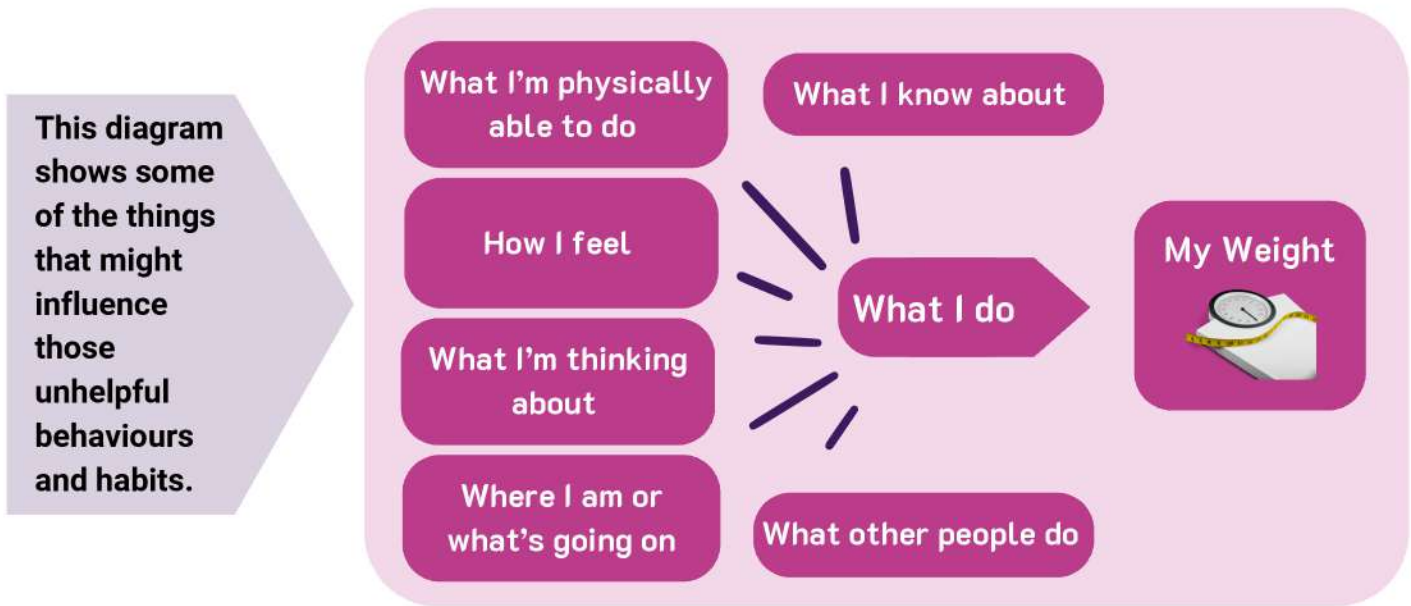 This diagram
shows some
of the things
that might
influence
those
unhelpful
behaviours
and habits.
What I'm physically
able to do
What I know about
How I feel
What I'm thinking
about
Where I am or
what's going on
What other people do
What I do
My Weight